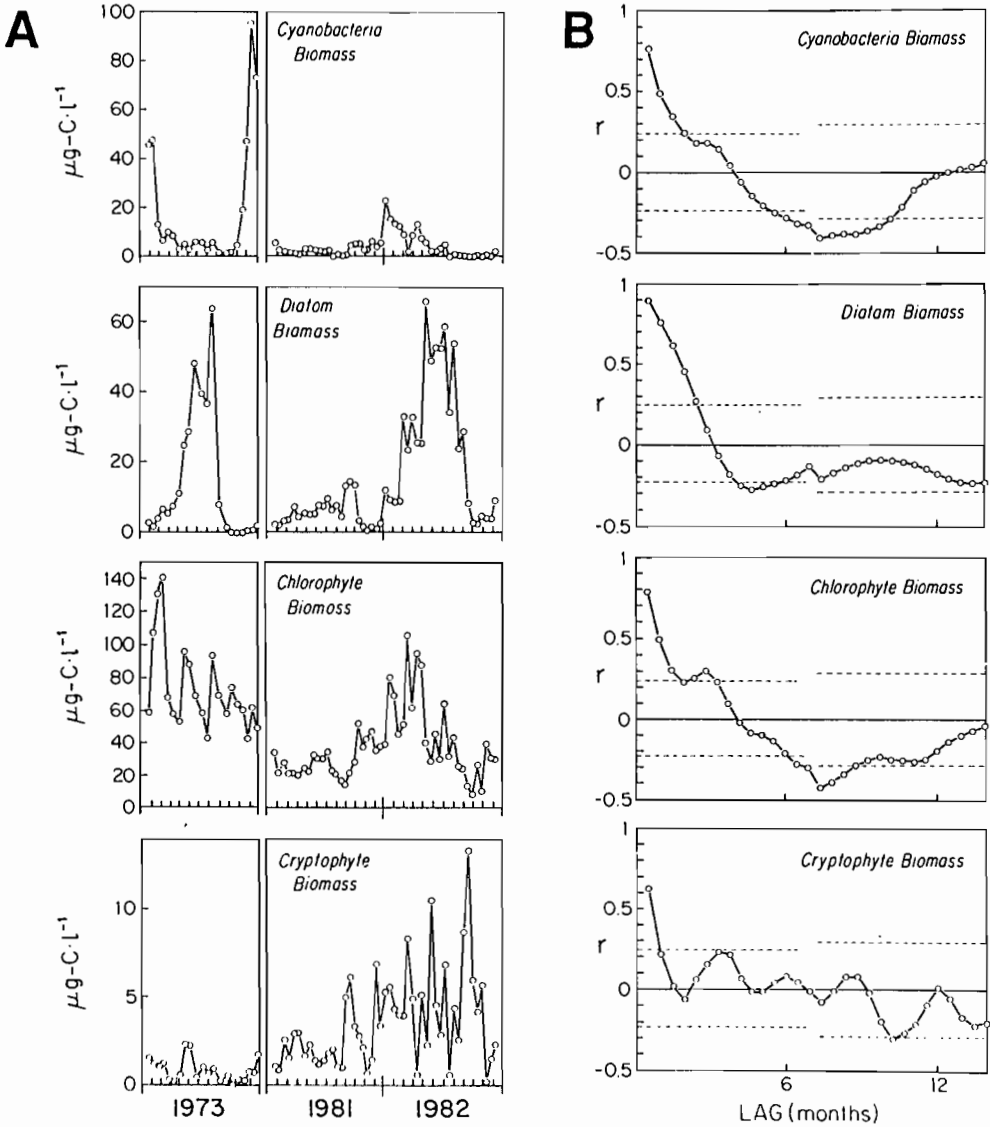 A
100
80
60
40
20
0
μg-C·l⁻¹
Cyanobacteria
Biomass
60
40
20
0
μg-C·l⁻¹
Diatom
Biamass
140
120
100
80
60
40
20
0
μg-C·l⁻¹
Chlorophyte
Biomoss
10
5
0
μg-C·l⁻¹
Cryptophyte
Biomass
1973
1981
1982
B
1
0.5
r
0
-0.5
Cyanobacteria Biomass
1
0.5
r
0
-0.5
Diatam Biomass
1
0.5
r
0
-0.5
Chlorophyte Biomass
1
0.5
r
0
-0.5
Cryptophyte Biomass
6
12
LAG (months)